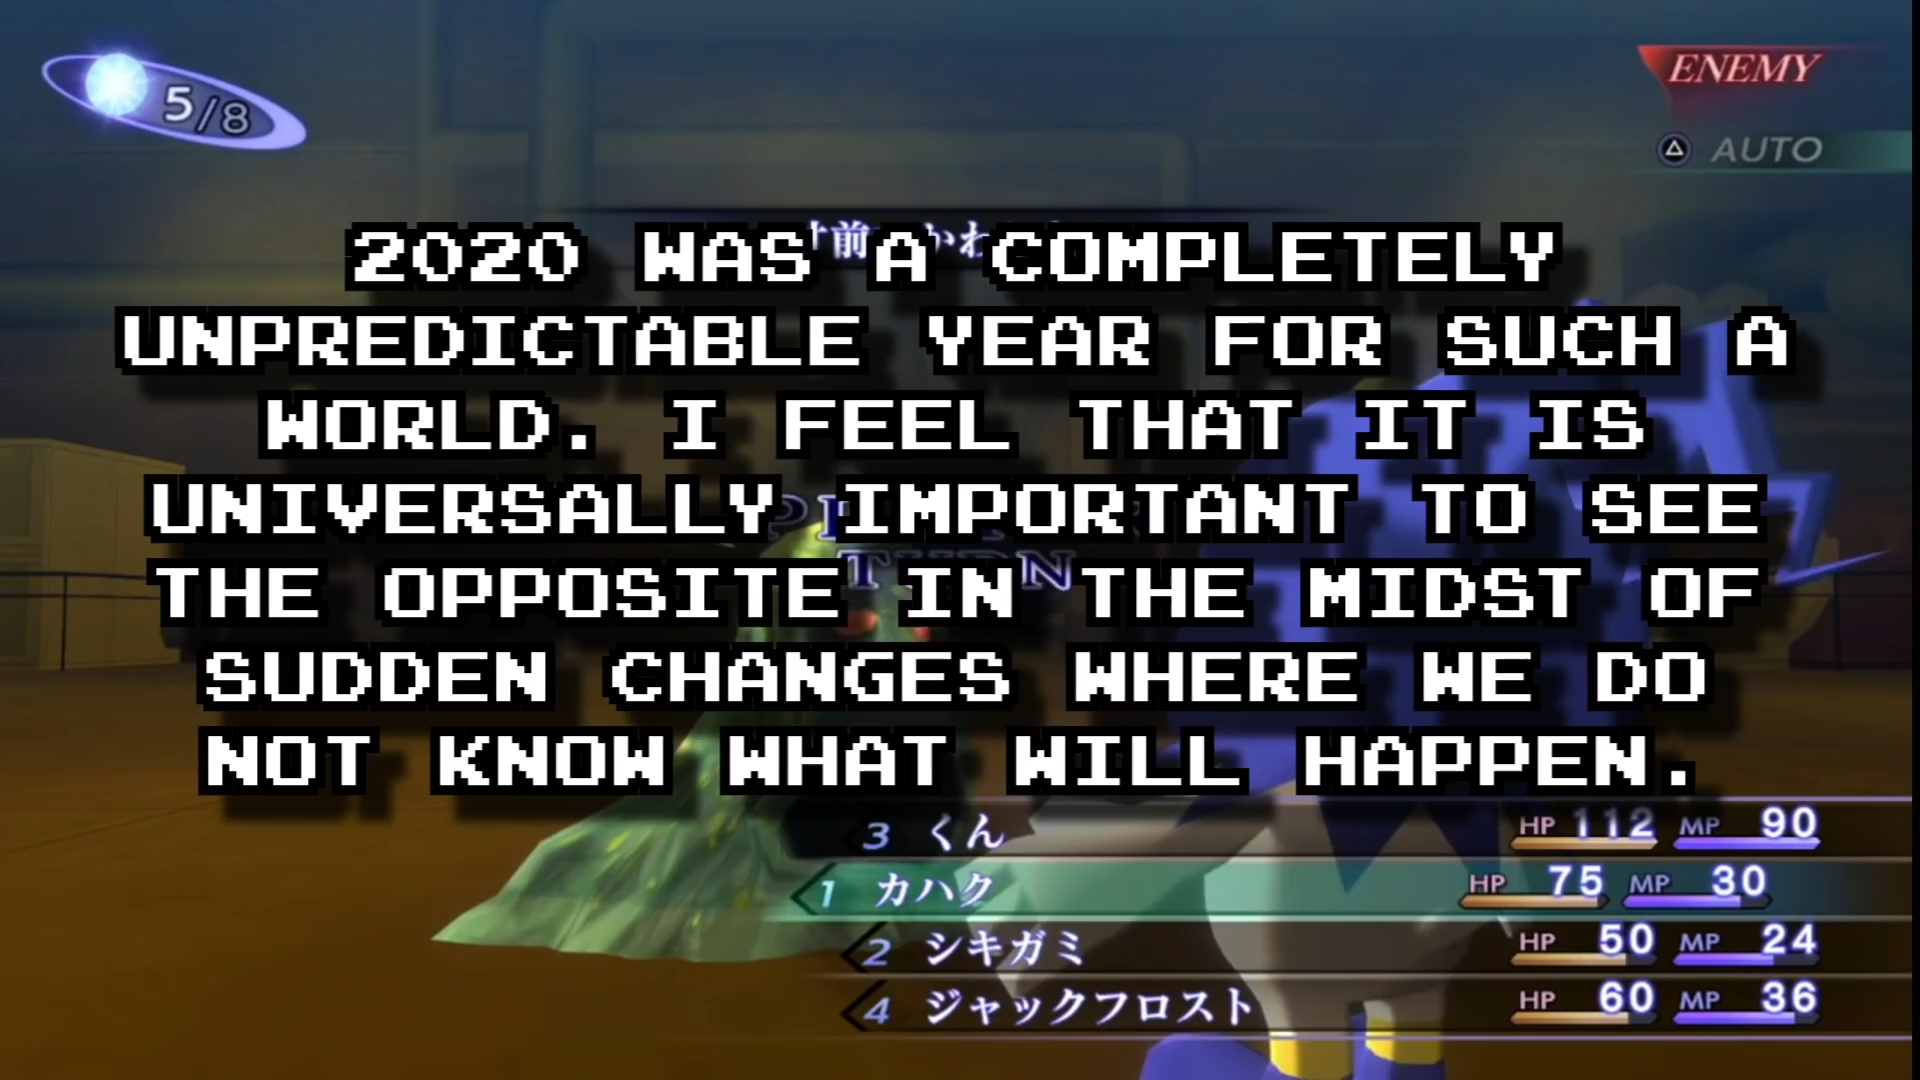 5/8
ENEMY
AUTO
2020 WAS A COMPLETELY
UNPREDICTABLE YEAR FOR SUCH A
WORLD. I FEEL THAT IT IS
UNIVERSALLY IMPORTANT TO SEE
THE OPPOSITE IN THE MIDST OF
SUDDEN CHANGES WHERE WE DO
NOT KNOW WHAT WILL HAPPEN.
3 くん HP 112 MP 90
1 カハク HP 75 MP 30
2 シキガミ HP 50 MP 24
4 ジャックフロスト HP 60 MP 36